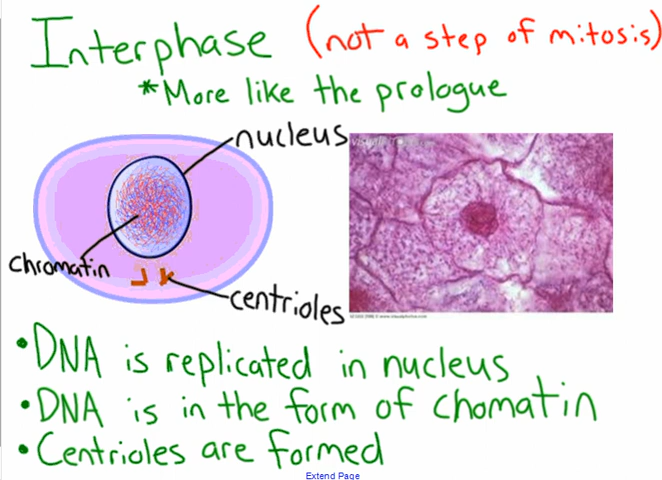 Interphase (not a step of mitosis)
*More like the prologue
nucleus
chromatin
centrioles
• DNA is replicated in nucleus
• DNA is in the form of chomatin
• Centrioles are formed
Extend Page